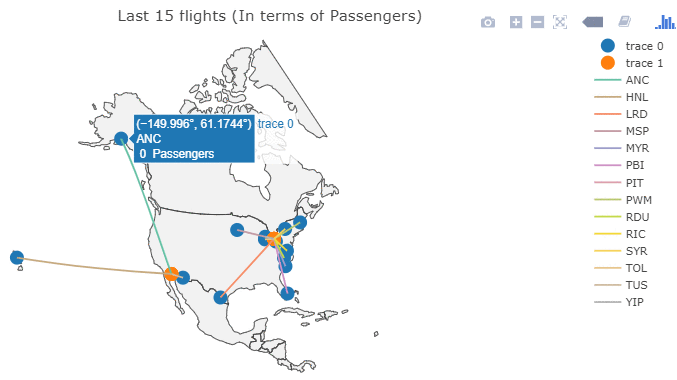 Last 15 flights (In terms of Passengers)
trace 0
trace 1
ANC
HNL
LRD
MSP
MYR
PBI
PIT
PWM
RDU
RIC
SYR
TOL
TUS
YIP
(−149.996°, 61.1744°) trace 0
ANC
0 Passengers